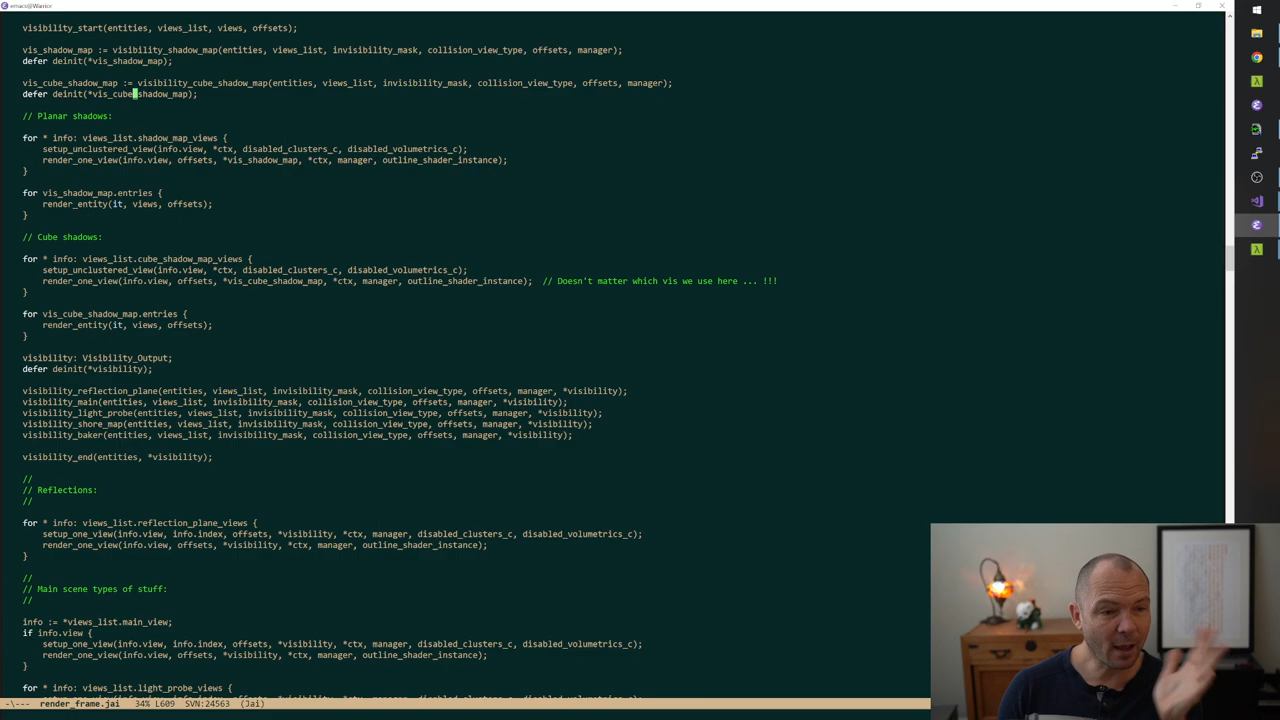 emacs@Warrior
visibility_start(entities, views_list, views, offsets);
vis_shadow_map := visibility_shadow_map(entities, views_list, invisibility_mask, collision_view_type, offsets, manager);
defer deinit(*vis_shadow_map);
vis_cube_shadow_map := visibility_cube_shadow_map(entities, views_list, invisibility_mask, collision_view_type, offsets, manager);
defer deinit(*vis_cube_shadow_map);
// Planar shadows:
for * info: views_list.shadow_map_views {
setup_unclustered_view(info.view, *ctx, disabled_clusters_c, disabled_volumetrics_c);
render_one_view(info.view, offsets, *vis_shadow_map, *ctx, manager, outline_shader_instance);
}
for vis_shadow_map.entries {
render_entity(it, views, offsets);
}
// Cube shadows:
for * info: views_list.cube_shadow_map_views {
setup_unclustered_view(info.view, *ctx, disabled_clusters_c, disabled_volumetrics_c);
render_one_view(info.view, offsets, *vis_cube_shadow_map, *ctx, manager, outline_shader_instance);  // Doesn't matter which vis we use here ... !!!
}
for vis_cube_shadow_map.entries {
render_entity(it, views, offsets);
}
visibility: Visibility_Output;
defer deinit(*visibility);
visibility_reflection_plane(entities, views_list, invisibility_mask, collision_view_type, offsets, manager, *visibility);
visibility_main(entities, views_list, invisibility_mask, collision_view_type, offsets, manager, *visibility);
visibility_light_probe(entities, views_list, invisibility_mask, collision_view_type, offsets, manager, *visibility);
visibility_shore_map(entities, views_list, invisibility_mask, collision_view_type, offsets, manager, *visibility);
visibility_baker(entities, views_list, invisibility_mask, collision_view_type, offsets, manager, *visibility);
visibility_end(entities, *visibility);
//
// Reflections:
//
for * info: views_list.reflection_plane_views {
setup_one_view(info.view, info.index, offsets, *visibility, *ctx, manager, disabled_clusters_c, disabled_volumetrics_c);
render_one_view(info.view, offsets, *visibility, *ctx, manager, outline_shader_instance);
}
//
// Main scene types of stuff:
//
info := *views_list.main_view;
if info.view {
setup_one_view(info.view, info.index, offsets, *visibility, *ctx, manager, disabled_clusters_c, disabled_volumetrics_c);
render_one_view(info.view, offsets, *visibility, *ctx, manager, outline_shader_instance);
}
for * info: views_list.light_probe_views {
-\--- render_frame.jai 34% L609 SVN:24563 (Jai)